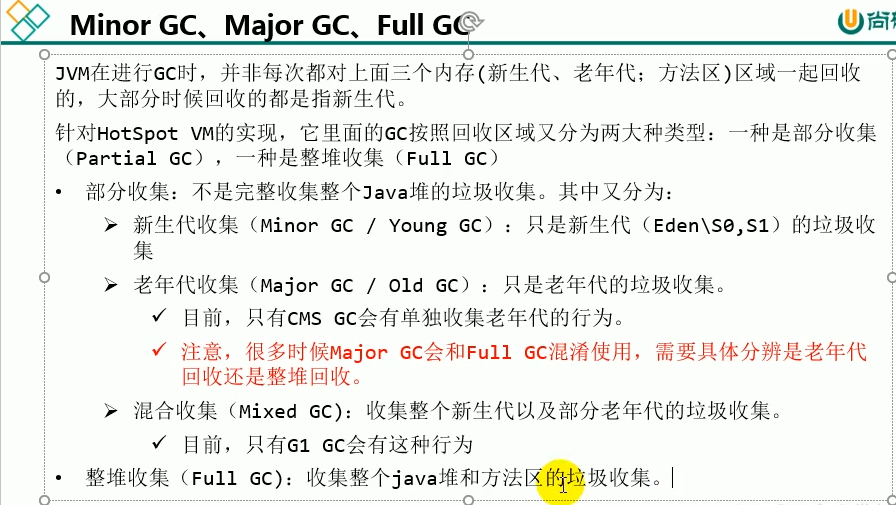 Minor GC、Major GC、Full GC
尚
JVM在进行GC时，并非每次都对上面三个内存(新生代、老年代；方法区)区域一起回收
的，大部分时候回收的都是指新生代。
针对HotSpot VM的实现，它里面的GC按照回收区域又分为两大种类型：一种是部分收集
（Partial GC），一种是整堆收集（Full GC）
• 部分收集：不是完整收集整个Java堆的垃圾收集。其中又分为：
➢ 新生代收集（Minor GC / Young GC）：只是新生代（Eden\S0,S1）的垃圾收
集
➢ 老年代收集（Major GC / Old GC）：只是老年代的垃圾收集。
✓ 目前，只有CMS GC会有单独收集老年代的行为。
✓ 注意，很多时候Major GC会和Full GC混淆使用，需要具体分辨是老年代
回收还是整堆回收。
➢ 混合收集（Mixed GC)：收集整个新生代以及部分老年代的垃圾收集。
✓ 目前，只有G1 GC会有这种行为
• 整堆收集（Full GC)：收集整个java堆和方法区的垃圾收集。